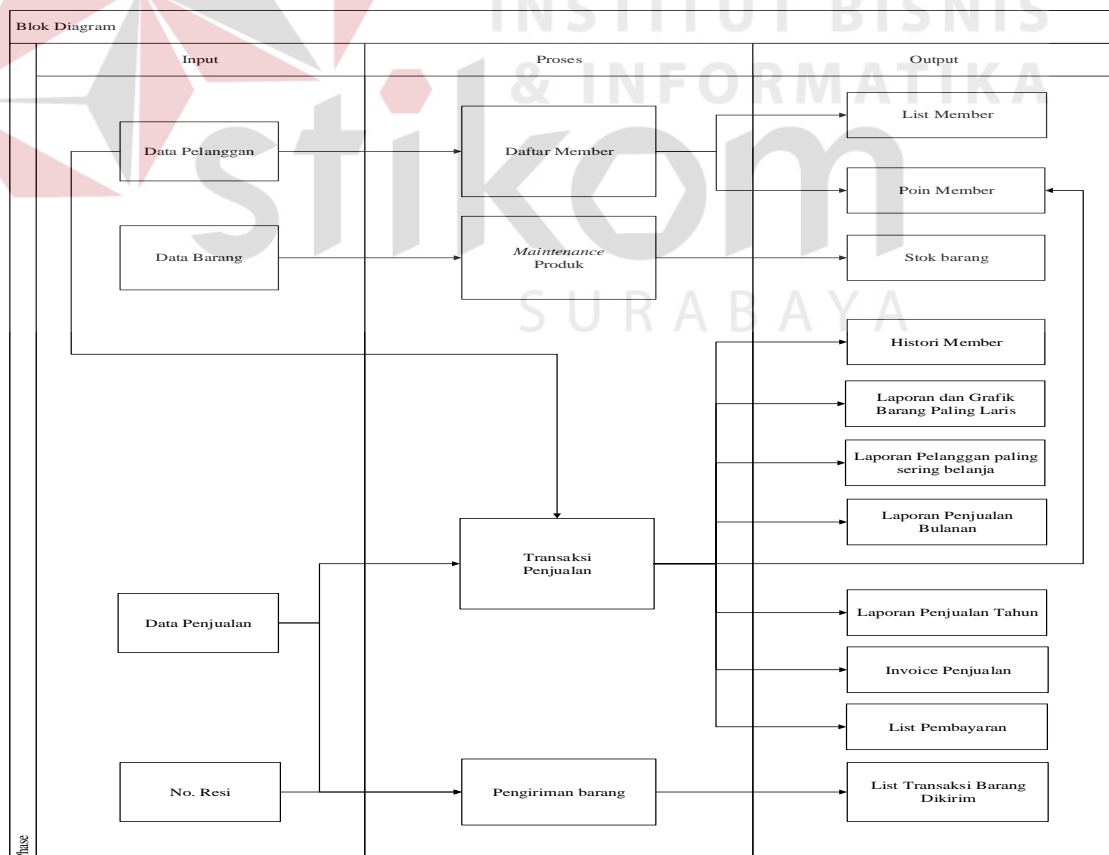 INSTITUT BISNIS
& INFORMATIKA
stikom
SURABAYA
Blok Diagram
Input
Proses
Output
Data Pelanggan
Daftar Member
List Member
Poin Member
Data Barang
Maintenance
Produk
Stok barang
Histori Member
Laporan dan Grafik
Barang Paling Laris
Laporan Pelanggan paling
sering belanja
Laporan Penjualan
Bulanan
Transaksi
Penjualan
Data Penjualan
Laporan Penjualan Tahun
Invoice Penjualan
List Pembayaran
No. Resi
Pengiriman barang
List Transaksi Barang
Dikirim